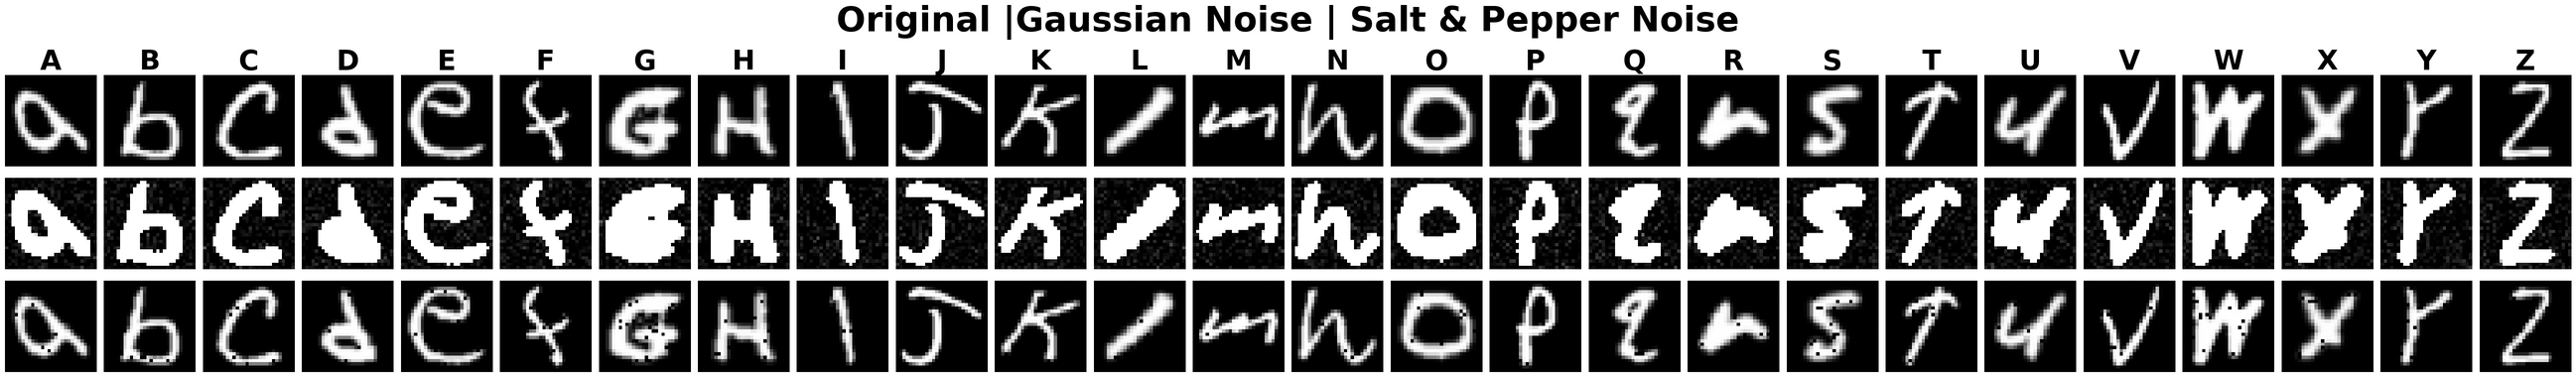 Original |Gaussian Noise | Salt & Pepper Noise
A B C D E F G H I J K L M N O P Q R S T U V W X Y Z
a b C d e f G H l J K l m n O p q r S T u V W X Y Z
a b C d e f G H l J K l m n O p q r S T u V W X Y Z
a b C d e f G H l J K l m n O p q r S T u V W X Y Z